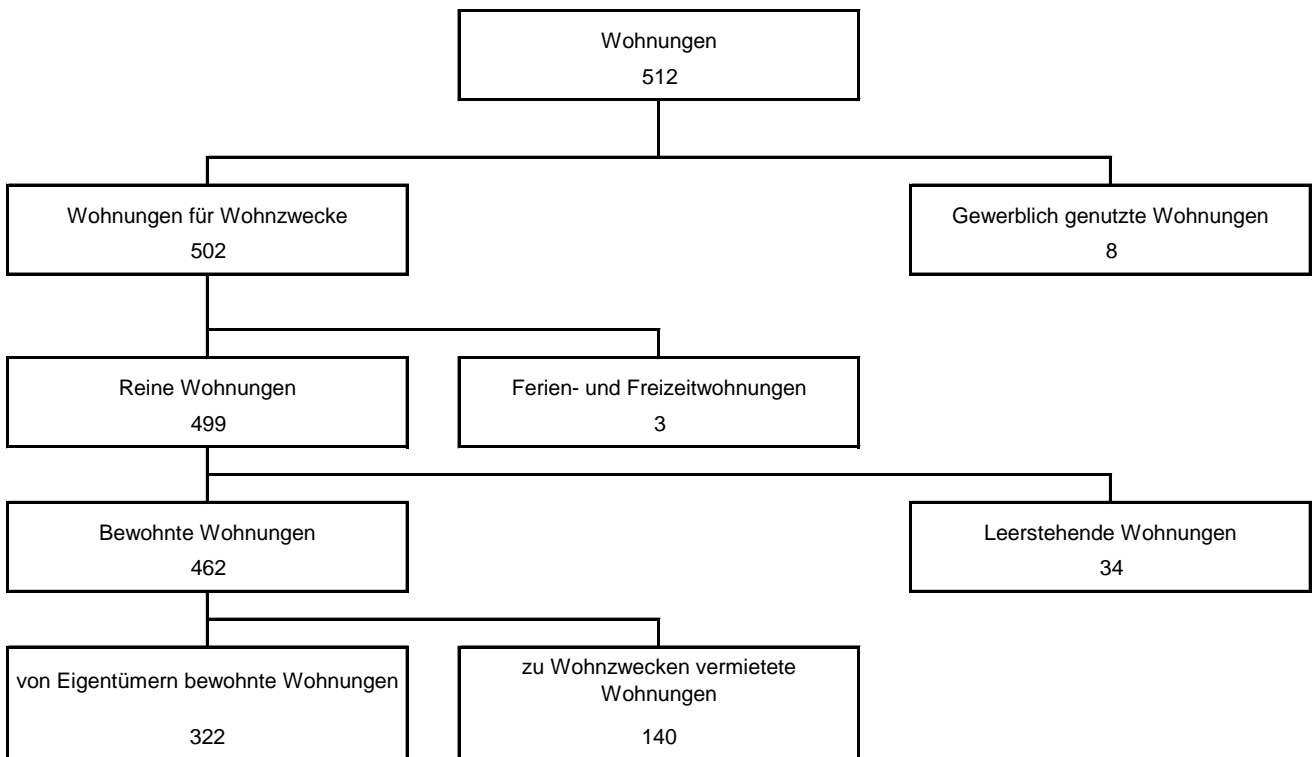 Wohnungen
512
Wohnungen für Wohnzwecke
502
Gewerblich genutzte Wohnungen
8
Reine Wohnungen
499
Ferien- und Freizeitwohnungen
3
Bewohnte Wohnungen
462
Leerstehende Wohnungen
34
von Eigentümern bewohnte Wohnungen
322
zu Wohnzwecken vermietete
Wohnungen
140